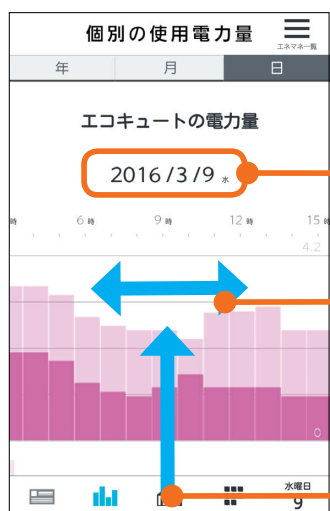 個別の使用電力量
エネマネ一覧
年 月 日
エコキュートの電力量
2016/3/9 水
時 6時 9時 12時 15時
4.2
0
水曜日
9